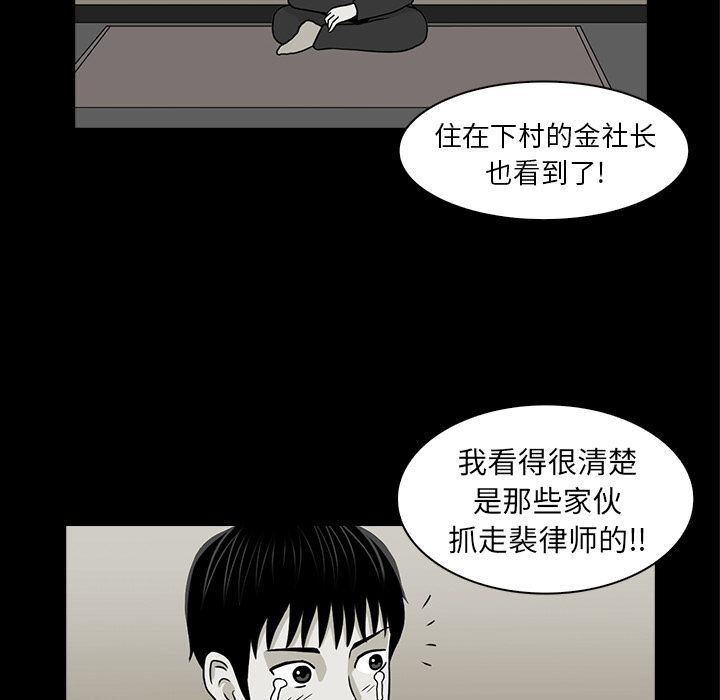 住在下村的金社长
也看到了!
我看得很清楚
是那些家伙
抓走裴律师的!!